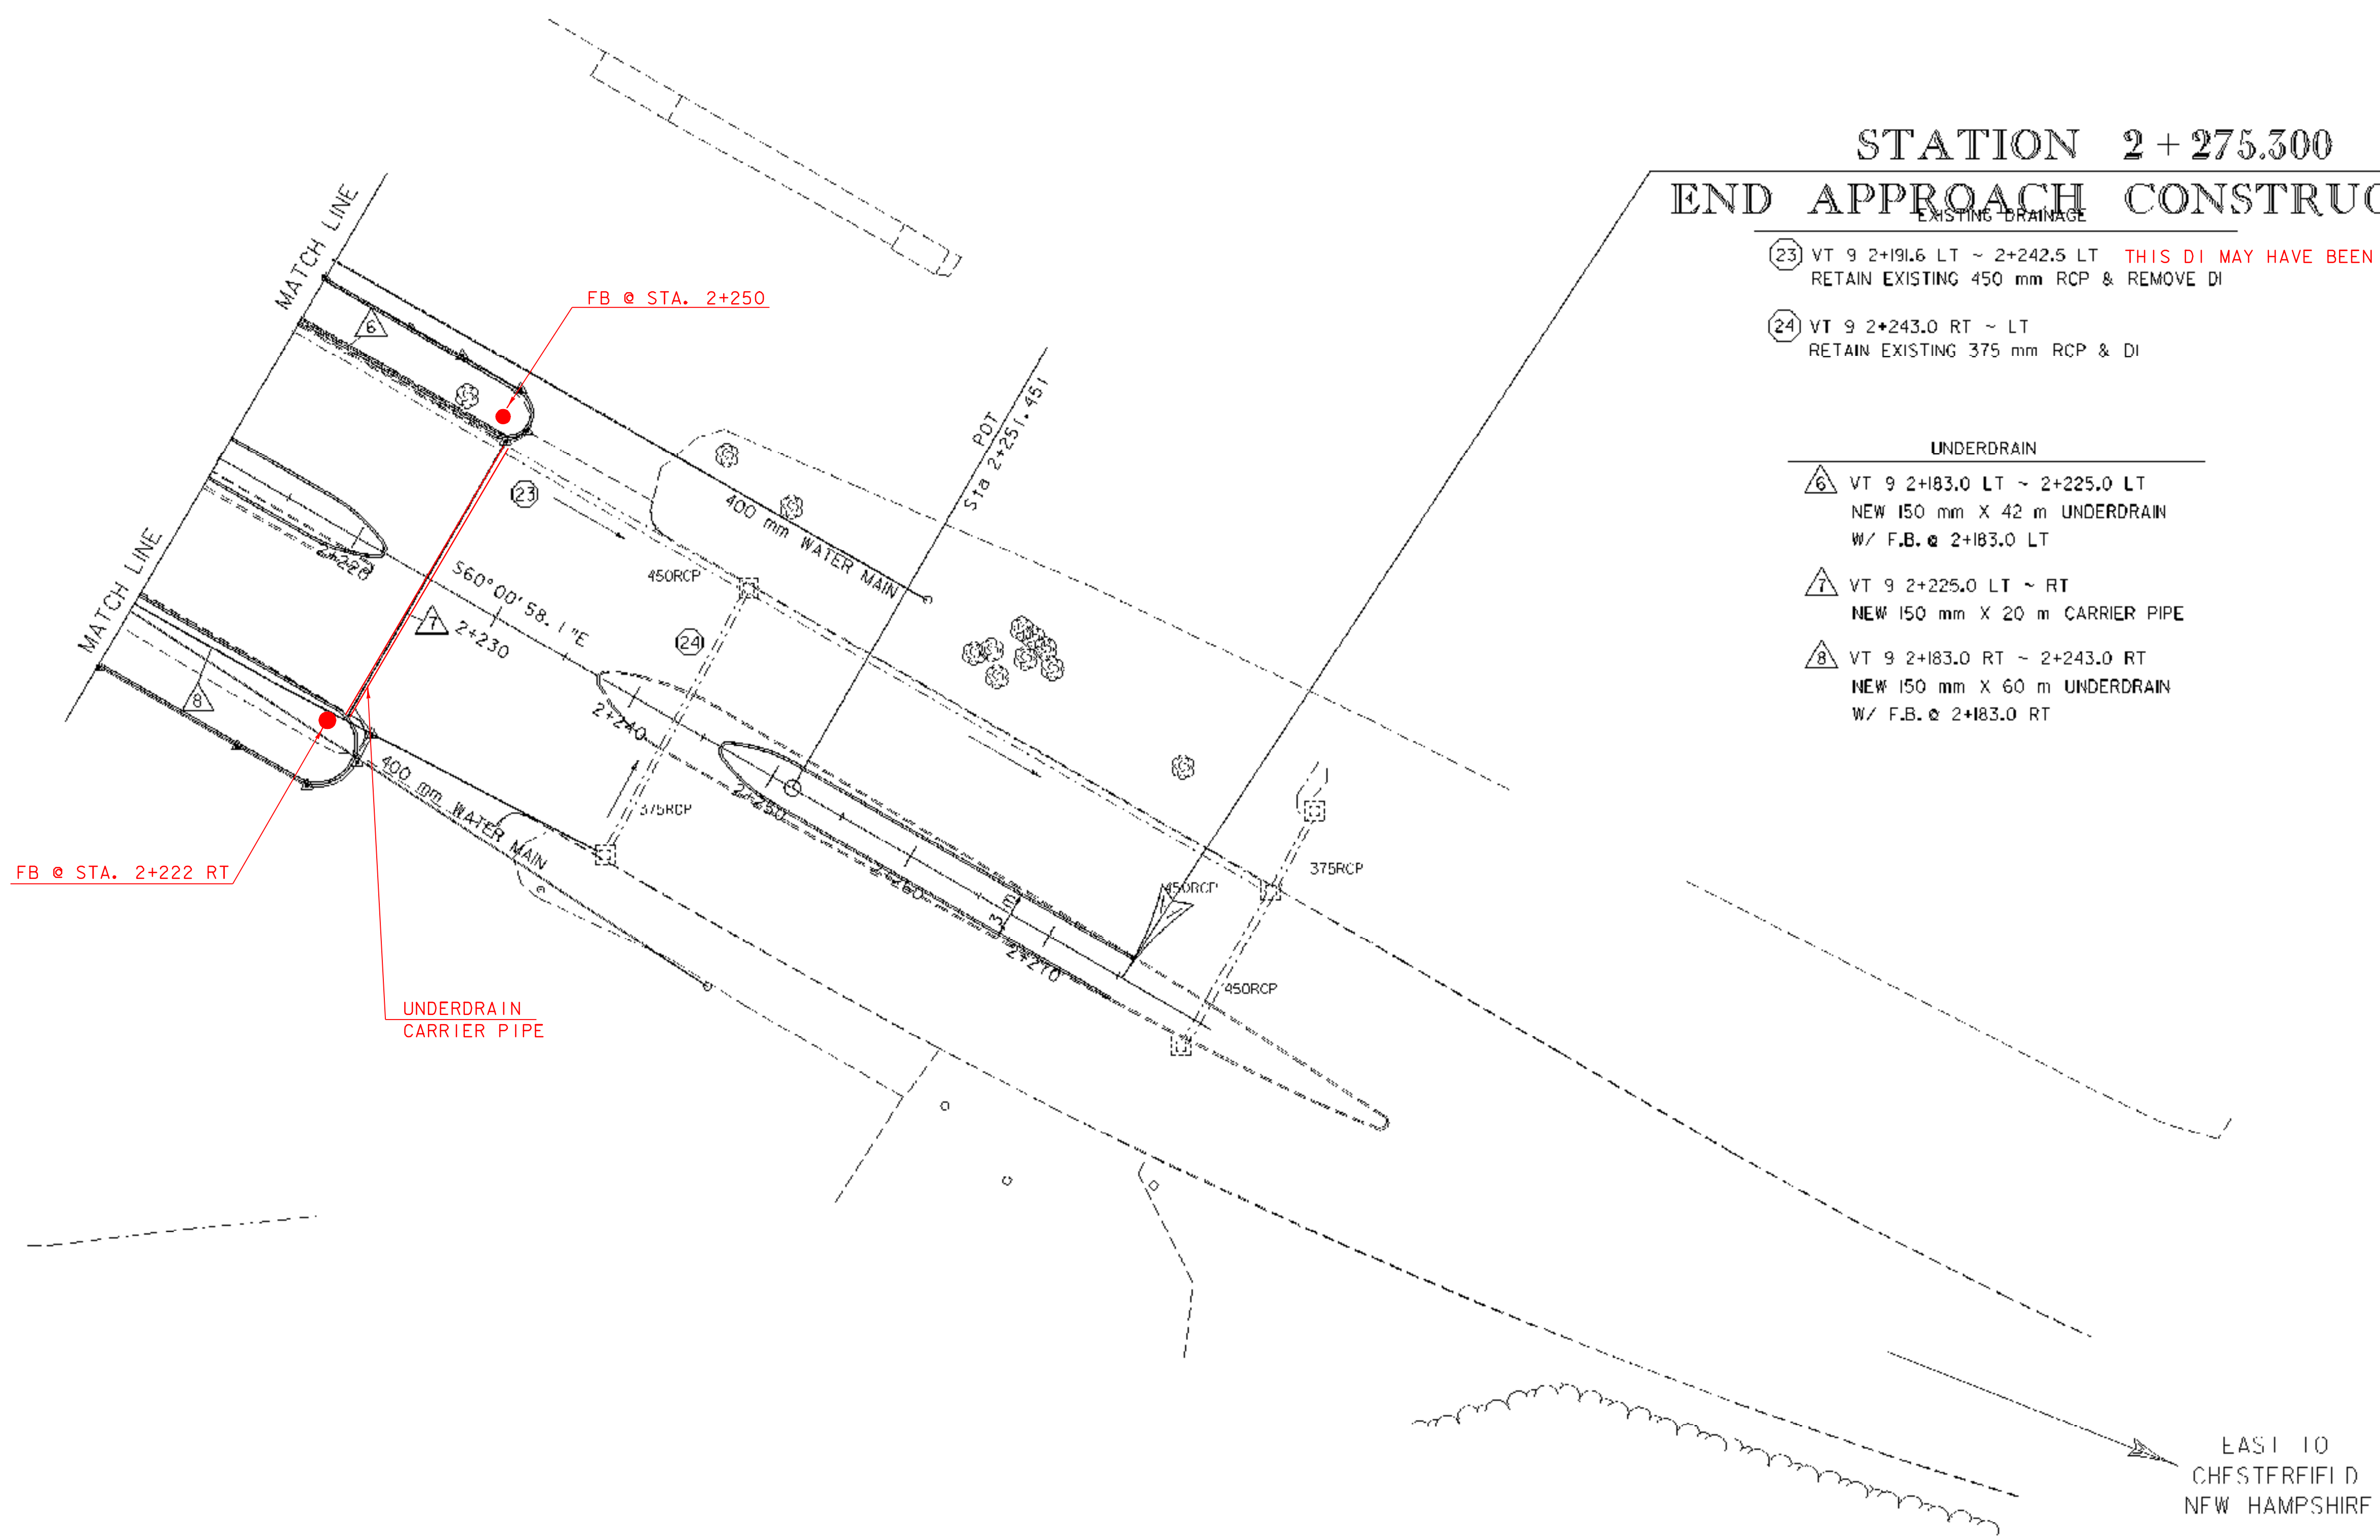 STATION 2 + 275.300
END APPROACH CONSTRUC
EXISTING DRAINAGE
23 VT 9 2+191.6 LT ~ 2+242.5 LT THIS DI MAY HAVE BEEN
RETAIN EXISTING 450 mm RCP & REMOVE DI
24 VT 9 2+243.0 RT ~ LT
RETAIN EXISTING 375 mm RCP & DI
UNDERDRAIN
6 VT 9 2+183.0 LT ~ 2+225.0 LT
NEW 150 mm X 42 m UNDERDRAIN
W/ F.B. @ 2+183.0 LT
7 VT 9 2+225.0 LT ~ RT
NEW 150 mm X 20 m CARRIER PIPE
8 VT 9 2+183.0 RT ~ 2+243.0 RT
NEW 150 mm X 60 m UNDERDRAIN
W/ F.B. @ 2+183.0 RT
MATCH LINE
FB @ STA. 2+250
6
POT
Sta 2+251.451
23
400 mm WATER MAIN
MATCH LINE
2+220
S60°00'58.1"E
450RCP
7
2+230
24
8
2+240
400 mm WATER MAIN
2+250
375RCP
FB @ STA. 2+222 RT
2+260
450RCP
375RCP
3 m
2+270
450RCP
UNDERDRAIN
CARRIER PIPE
EAST TO
CHESTERFIELD
NEW HAMPSHIRE